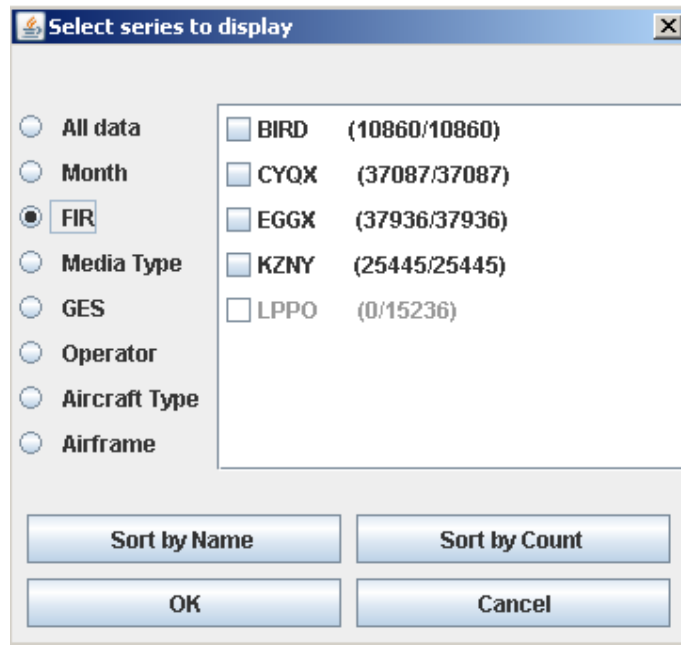 Select series to display
All data
Month
FIR
Media Type
GES
Operator
Aircraft Type
Airframe
BIRD (10860/10860)
CYQX (37087/37087)
EGGX (37936/37936)
KZNY (25445/25445)
LPPO (0/15236)
Sort by Name
Sort by Count
OK
Cancel